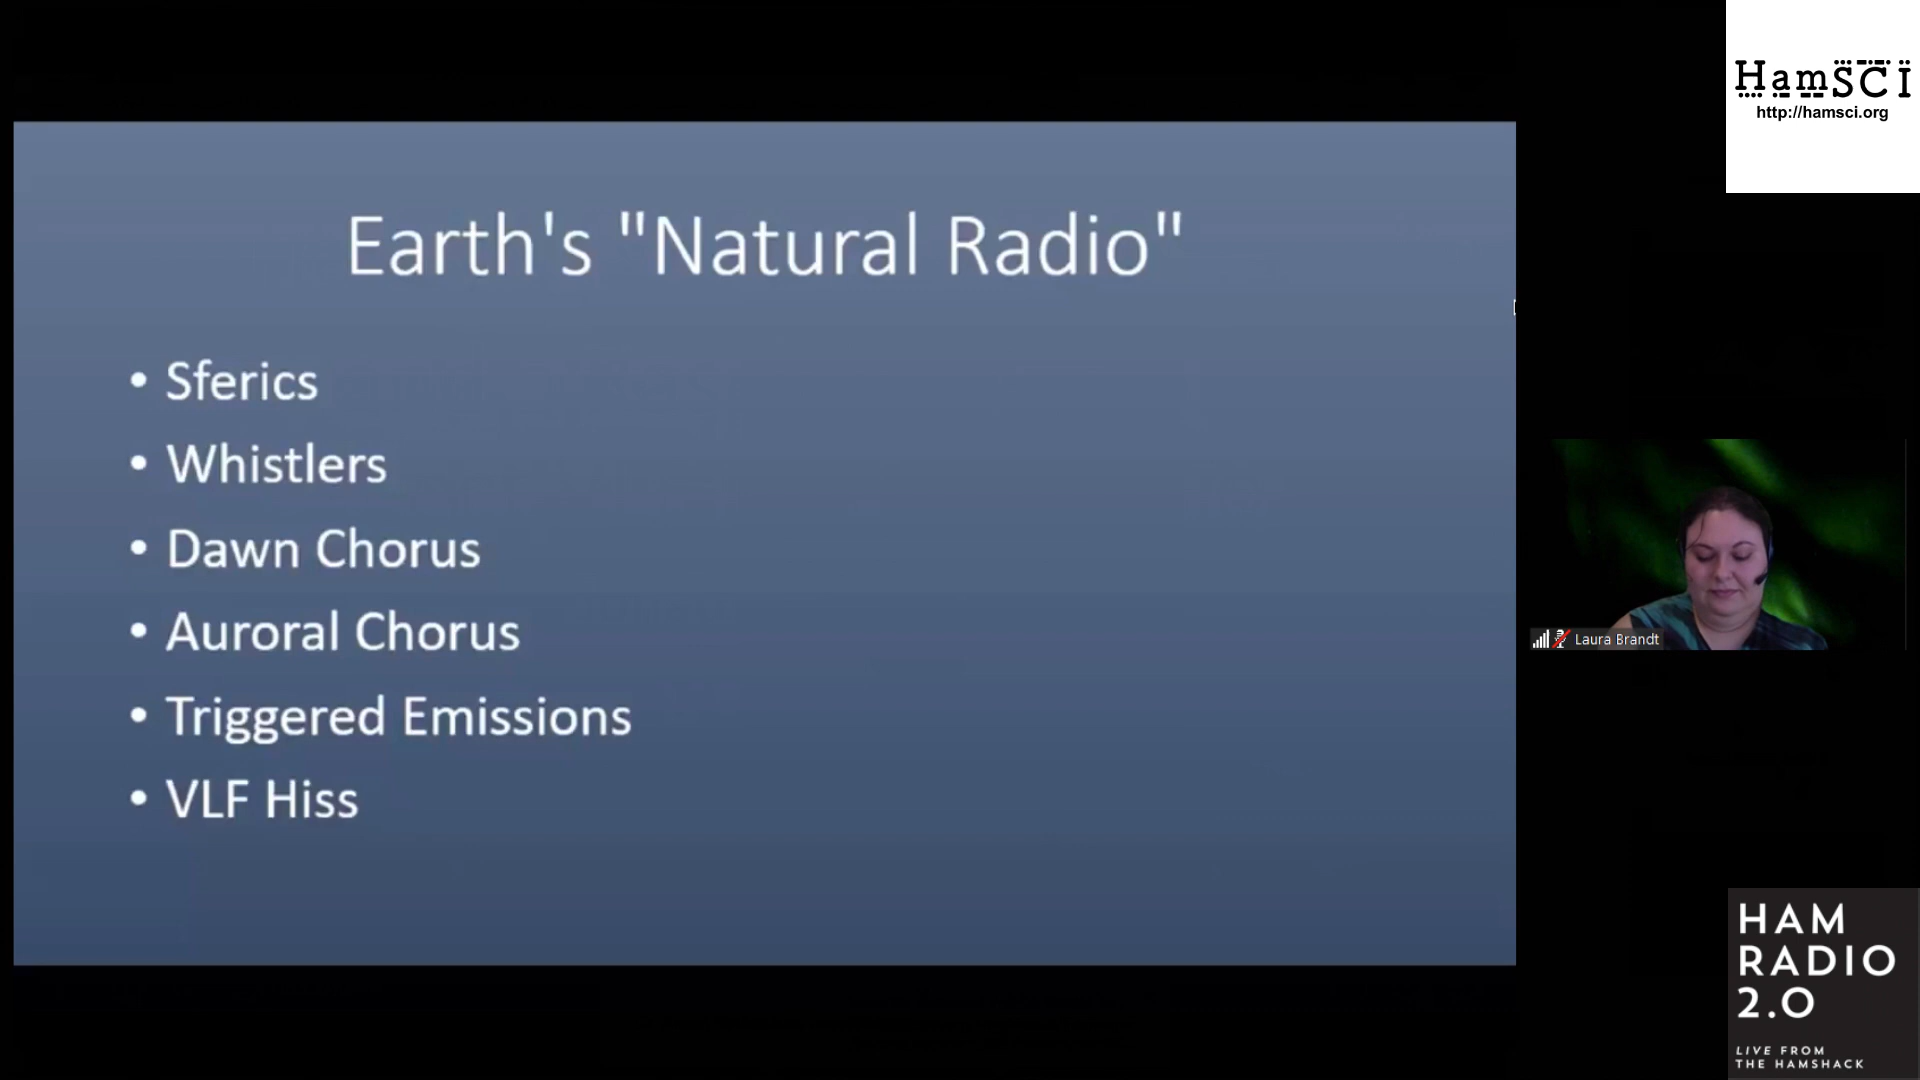 HamSCI
http://hamsci.org
Earth's "Natural Radio"
• Sferics
• Whistlers
• Dawn Chorus
• Auroral Chorus
• Triggered Emissions
• VLF Hiss
Laura Brandt
HAM
RADIO
2.0
LIVE FROM
THE HAMSHACK